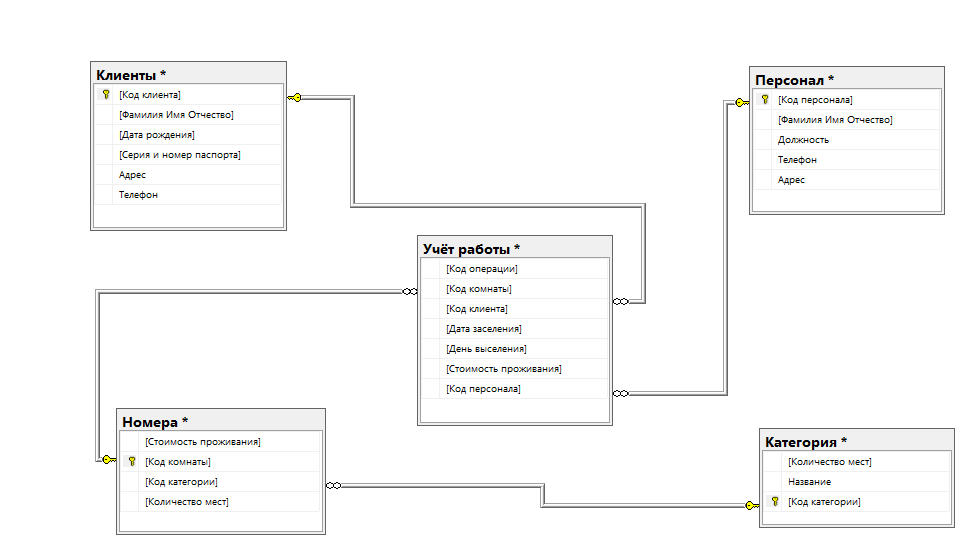 Клиенты *
[Код клиента]
[Фамилия Имя Отчество]
[Дата рождения]
[Серия и номер паспорта]
Адрес
Телефон
Персонал *
[Код персонала]
[Фамилия Имя Отчество]
Должность
Телефон
Адрес
Учёт работы *
[Код операции]
[Код комнаты]
[Код клиента]
[Дата заселения]
[День выселения]
[Стоимость проживания]
[Код персонала]
Номера *
[Стоимость проживания]
[Код комнаты]
[Код категории]
[Количество мест]
Категория *
[Количество мест]
Название
[Код категории]